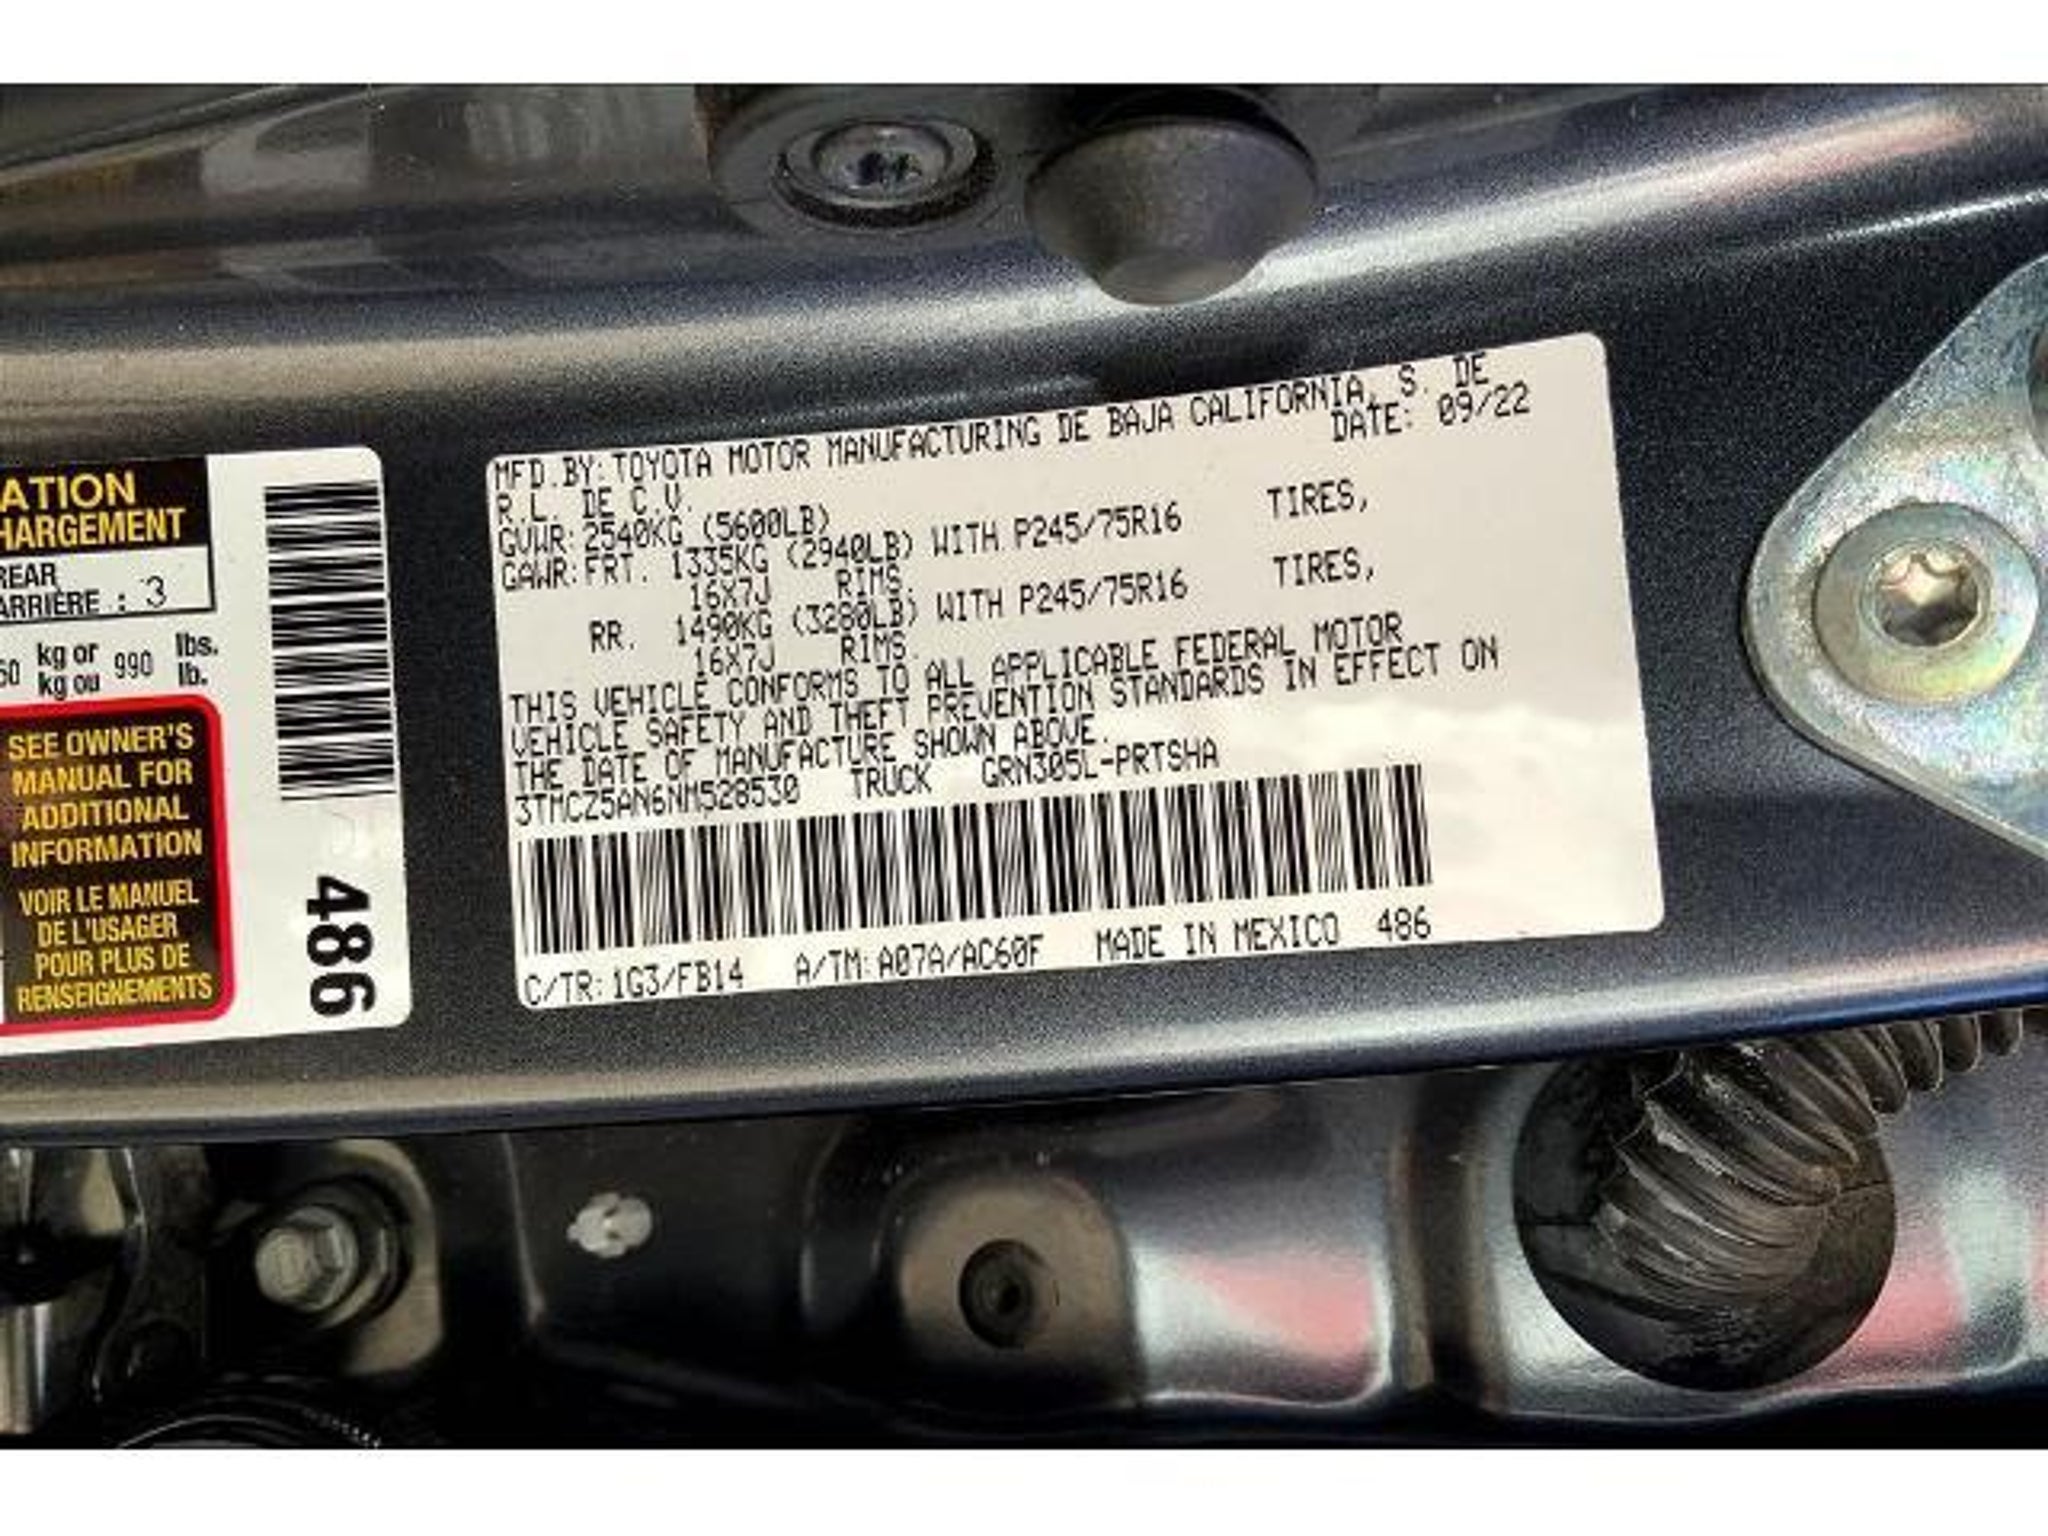 ATION
HARGEMENT
REAR
ARRIÈRE : 3
kg or 990 lbs.
kg ou lb.
SEE OWNER'S
MANUAL FOR
ADDITIONAL
INFORMATION
VOIR LE MANUEL
DE L'USAGER
POUR PLUS DE
RENSEIGNEMENTS
486
MFD.BY:TOYOTA MOTOR MANUFACTURING DE BAJA CALIFORNIA, S. DE
R.L. DE C.V. DATE: 09/22
GVWR:2540KG (5600LB)
GAWR:FRT. 1335KG (2940LB) WITH P245/75R16 TIRES,
16X7J RIMS.
RR. 1490KG (3280LB) WITH P245/75R16 TIRES,
16X7J RIMS.
THIS VEHICLE CONFORMS TO ALL APPLICABLE FEDERAL MOTOR
VEHICLE SAFETY AND THEFT PREVENTION STANDARDS IN EFFECT ON
THE DATE OF MANUFACTURE SHOWN ABOVE.
3TMCZ5AN6NM528530 TRUCK GRN305L-PRTSHA
C/TR:1G3/FB14 A/TM:A07A/AC60F MADE IN MEXICO 486